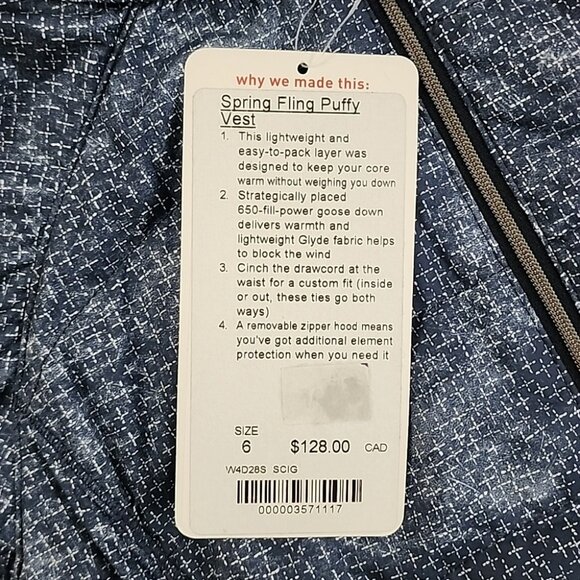 why we made this:
Spring Fling Puffy
Vest
1. This lightweight and
easy-to-pack layer was
designed to keep your core
warm without weighing you down
2. Strategically placed
650-fill-power goose down
delivers warmth and
lightweight Glyde fabric helps
to block the wind
3. Cinch the drawcord at the
waist for a custom fit (inside
or out, these ties go both
ways)
4. A removable zipper hood means
you've got additional element
protection when you need it
SIZE
6 $128.00 CAD
W4D28S SCIG
000003571117